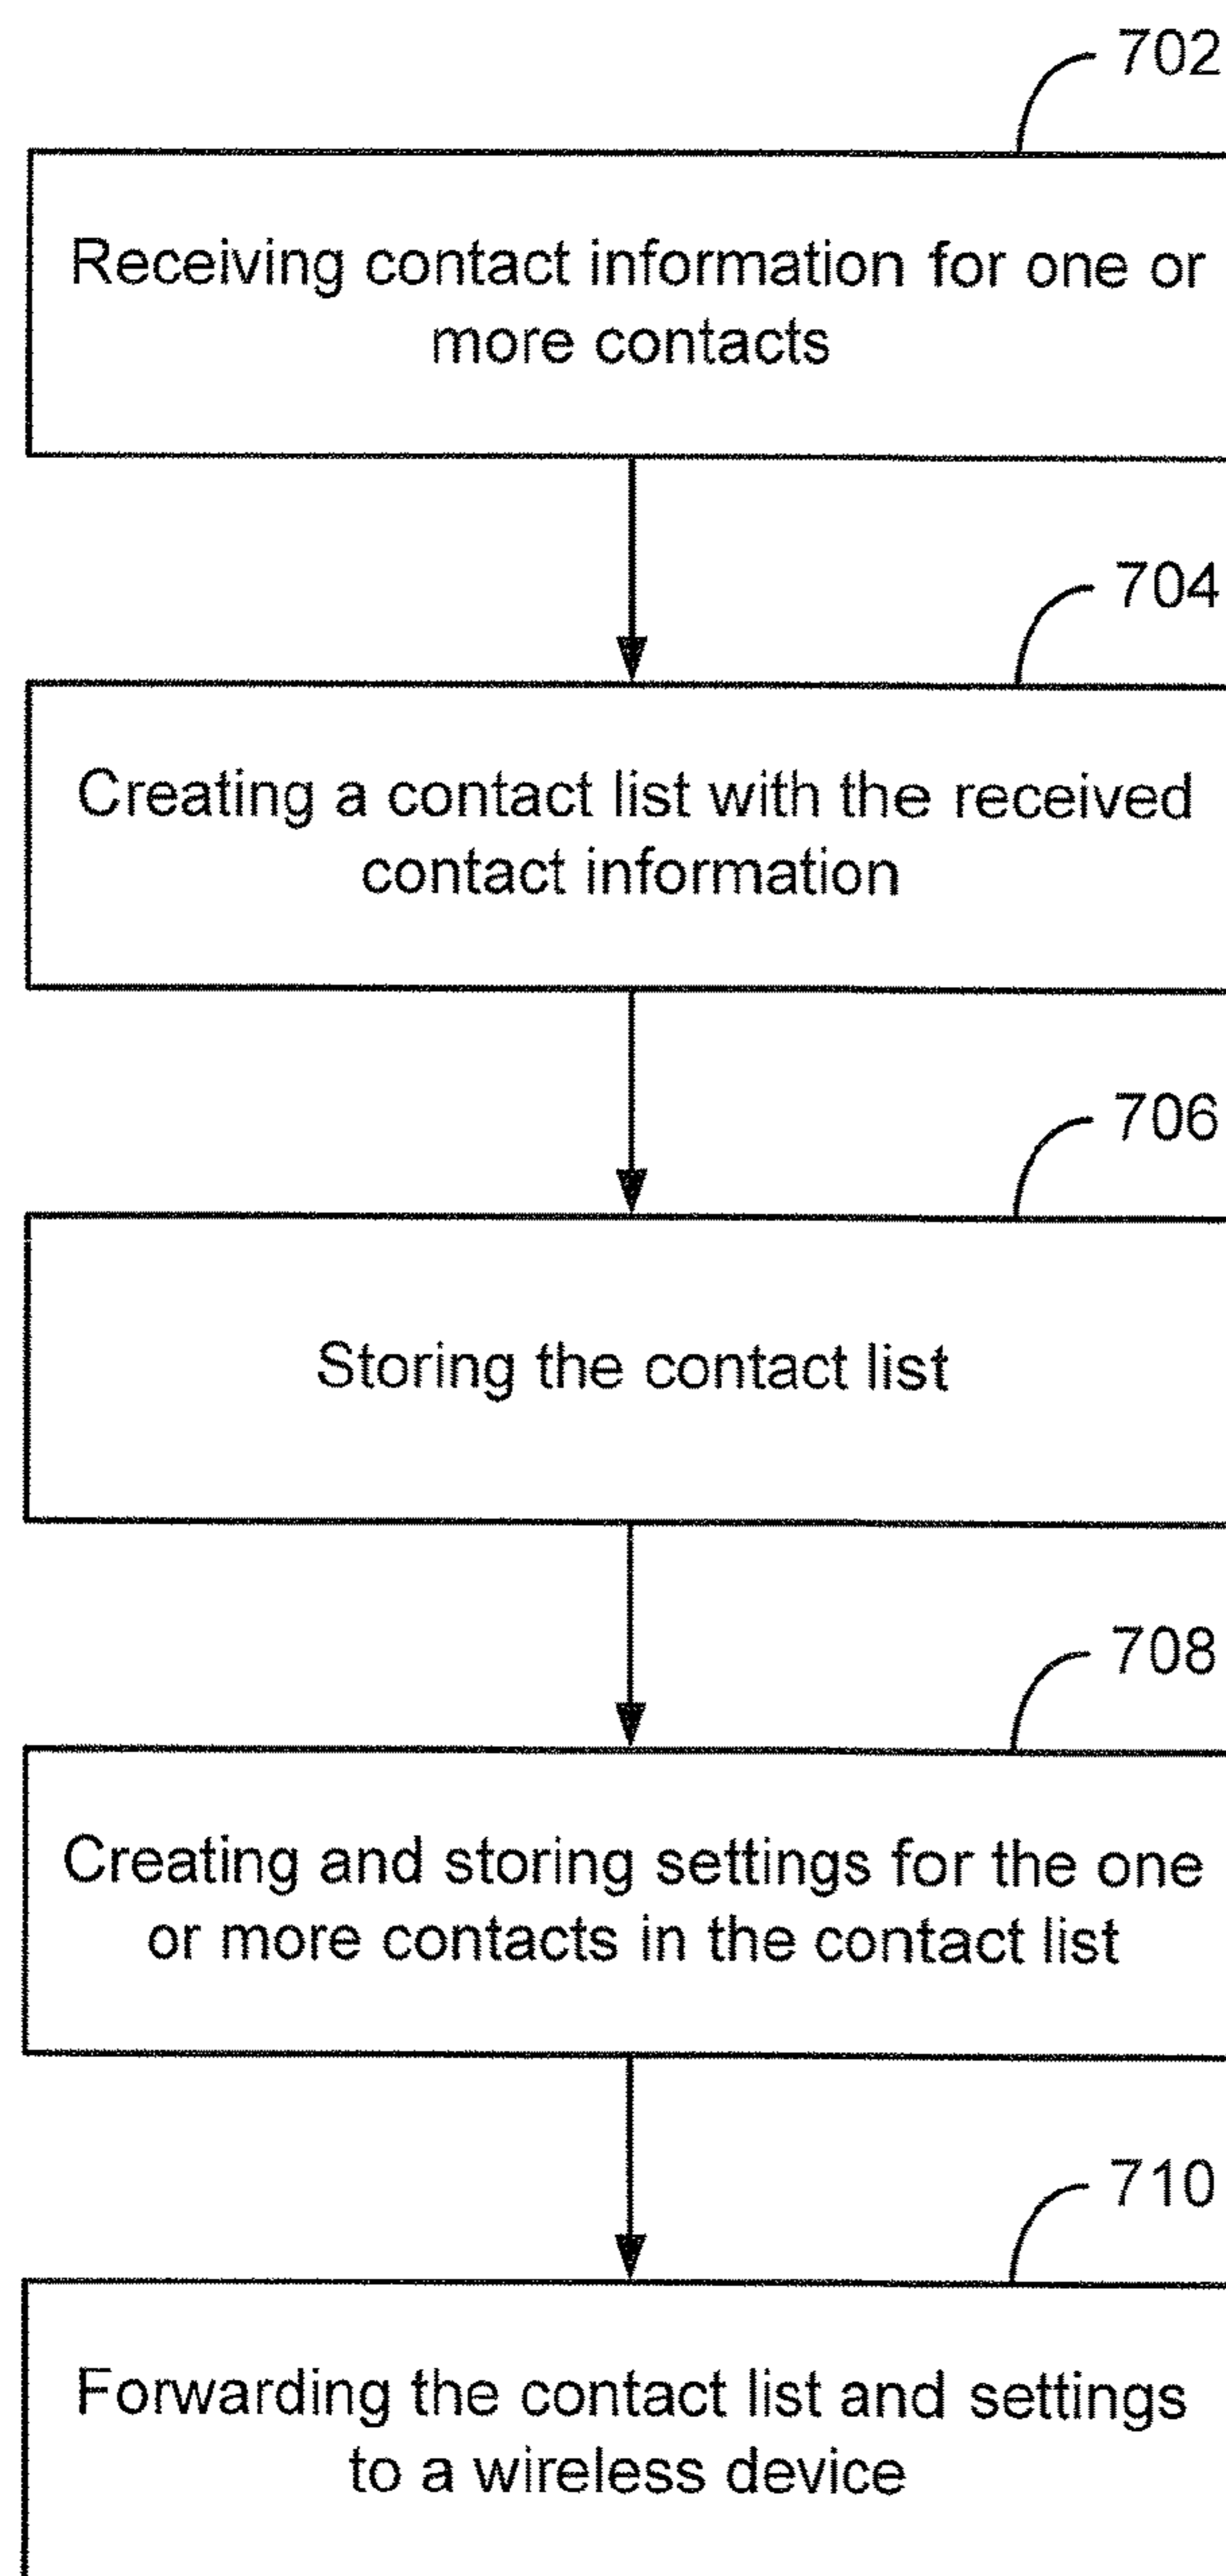 702
Receiving contact information for one or
more contacts
704
Creating a contact list with the received
contact information
706
Storing the contact list
708
Creating and storing settings for the one
or more contacts in the contact list
710
Forwarding the contact list and settings
to a wireless device